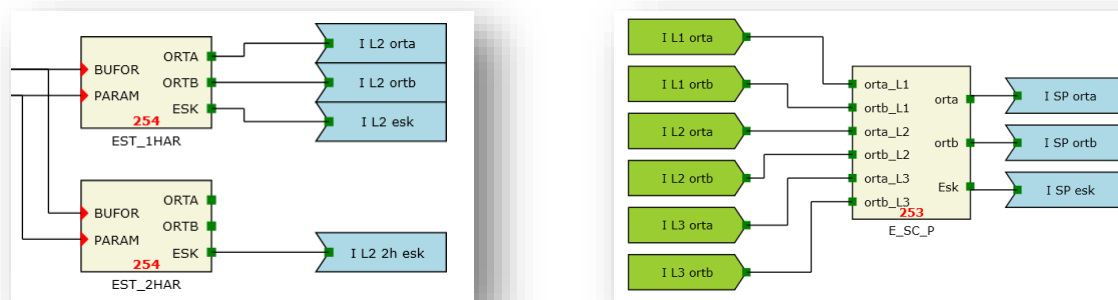 BUFOR
PARAM
ORTA
ORTB
ESK
254
EST_1HAR
I L2 orta
I L2 ortb
I L2 esk
BUFOR
PARAM
ORTA
ORTB
ESK
254
EST_2HAR
I L2 2h esk
I L1 orta
I L1 ortb
I L2 orta
I L2 ortb
I L3 orta
I L3 ortb
orta_L1
ortb_L1
orta_L2
ortb_L2
orta_L3
ortb_L3
orta
ortb
Esk
253
E_SC_P
I SP orta
I SP ortb
I SP esk